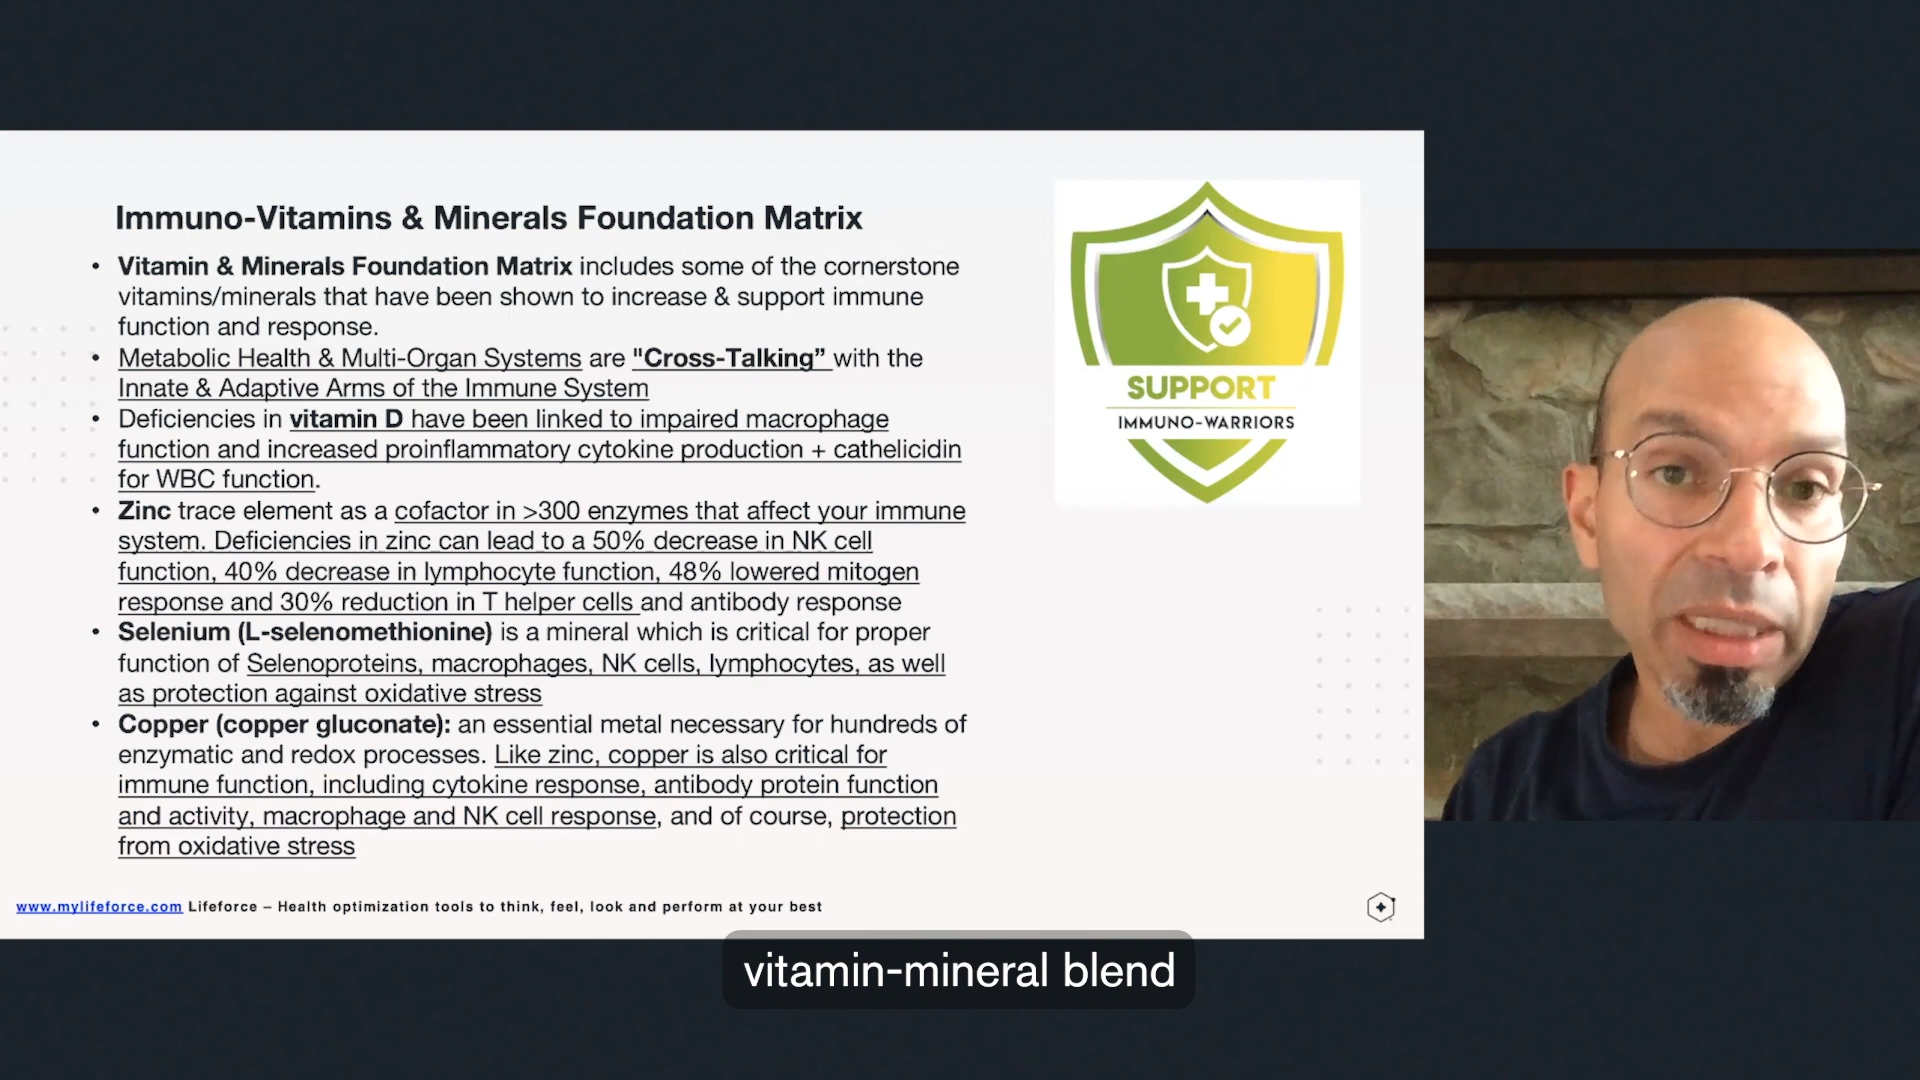 Immuno-Vitamins & Minerals Foundation Matrix
• Vitamin & Minerals Foundation Matrix includes some of the cornerstone
vitamins/minerals that have been shown to increase & support immune
function and response.
• Metabolic Health & Multi-Organ Systems are "Cross-Talking” with the
Innate & Adaptive Arms of the Immune System
• Deficiencies in vitamin D have been linked to impaired macrophage
function and increased proinflammatory cytokine production + cathelicidin
for WBC function.
• Zinc trace element as a cofactor in >300 enzymes that affect your immune
system. Deficiencies in zinc can lead to a 50% decrease in NK cell
function, 40% decrease in lymphocyte function, 48% lowered mitogen
response and 30% reduction in T helper cells and antibody response
• Selenium (L-selenomethionine) is a mineral which is critical for proper
function of Selenoproteins, macrophages, NK cells, lymphocytes, as well
as protection against oxidative stress
• Copper (copper gluconate): an essential metal necessary for hundreds of
enzymatic and redox processes. Like zinc, copper is also critical for
immune function, including cytokine response, antibody protein function
and activity, macrophage and NK cell response, and of course, protection
from oxidative stress
SUPPORT
IMMUNO-WARRIORS
www.mylifeforce.com Lifeforce – Health optimization tools to think, feel, look and perform at your best
vitamin-mineral blend